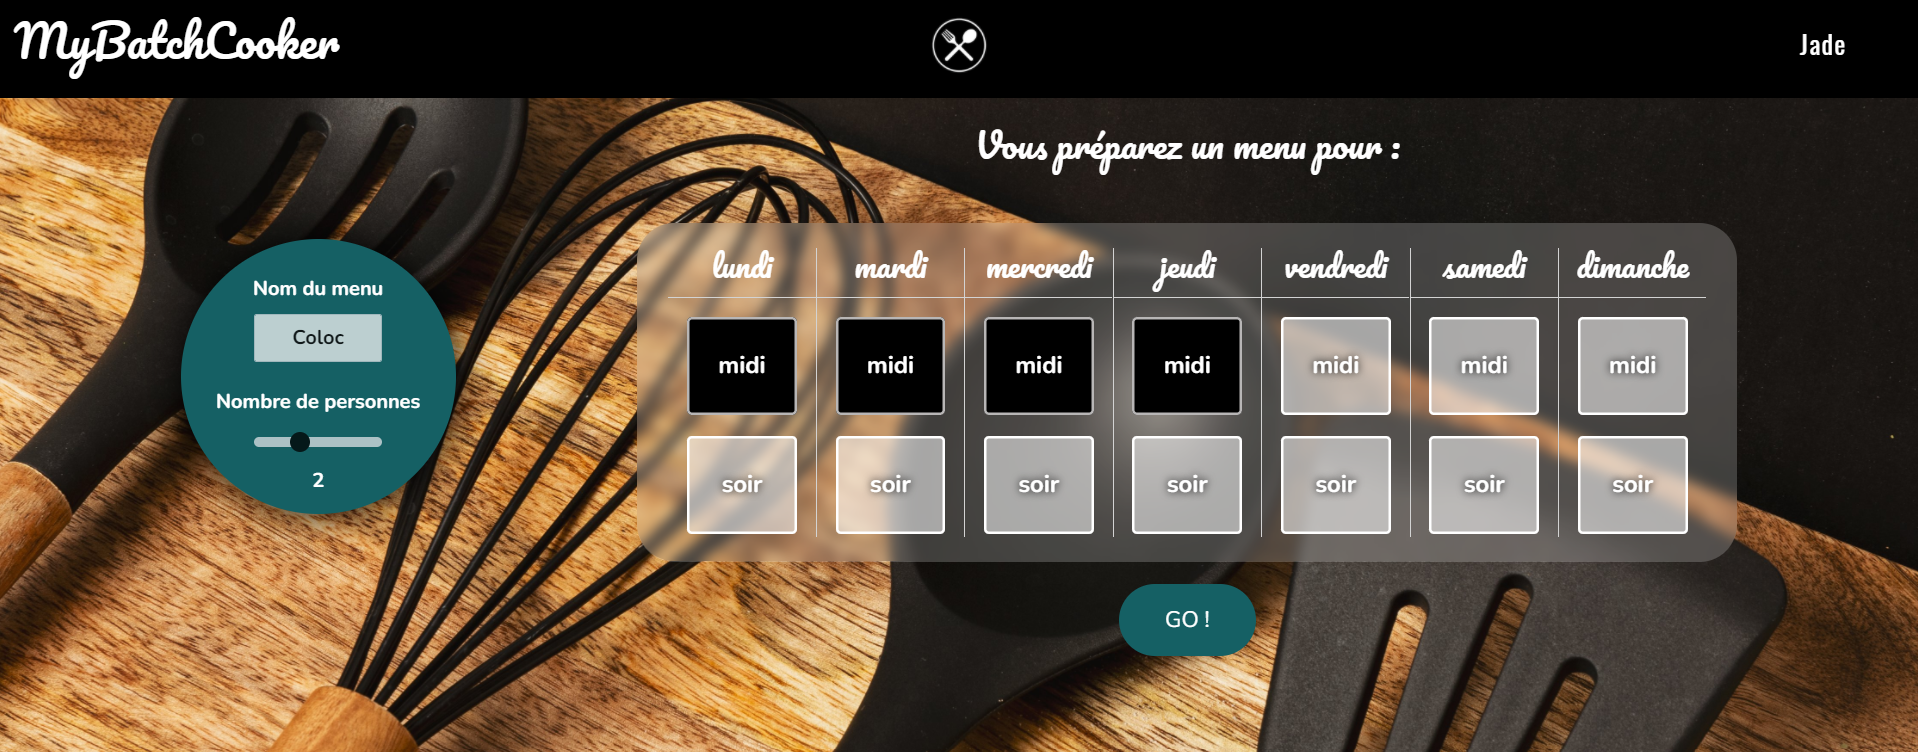 MyBatchCooker
Jade
Vous préparez un menu pour :
Nom du menu
Coloc
Nombre de personnes
2
lundi mardi mercredi jeudi vendredi samedi dimanche
midi midi midi midi midi midi midi
soir soir soir soir soir soir soir
GO !